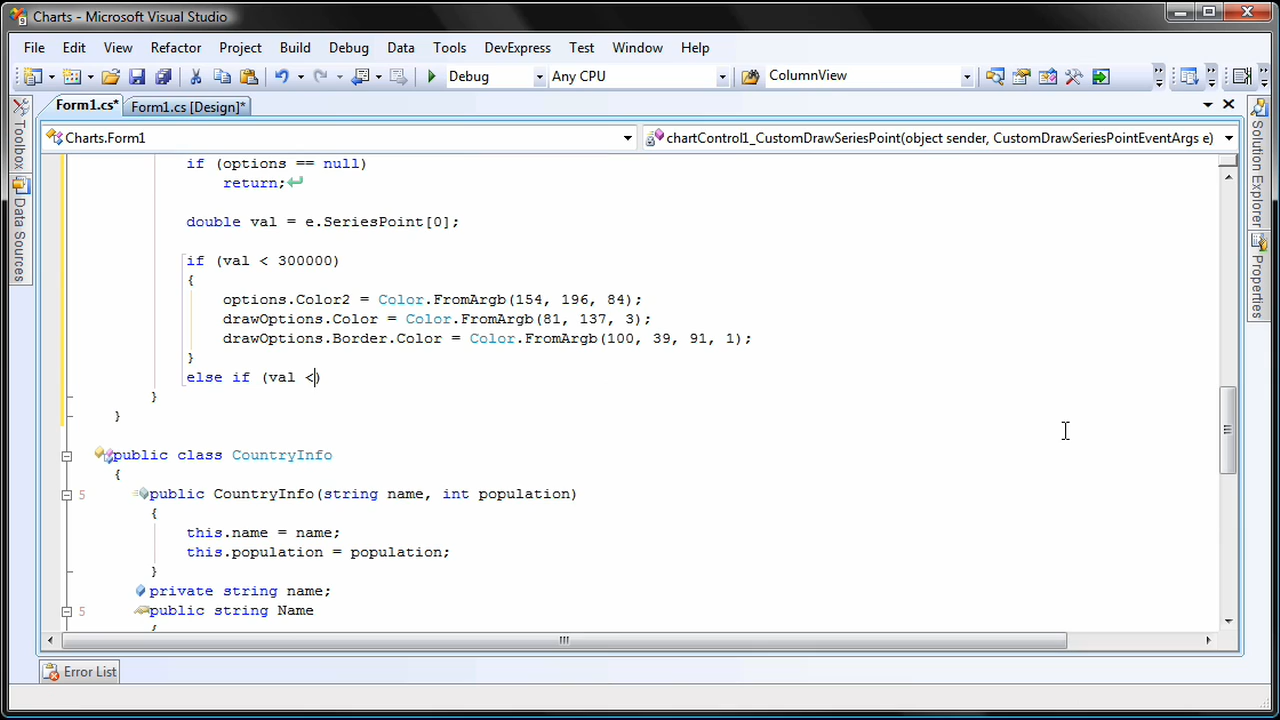 Charts - Microsoft Visual Studio
File Edit View Refactor Project Build Debug Data Tools DevExpress Test Window Help
Debug Any CPU ColumnView
Form1.cs* Form1.cs [Design]*
Toolbox
Data Sources
Solution Explorer
Properties
Charts.Form1 chartControl1_CustomDrawSeriesPoint(object sender, CustomDrawSeriesPointEventArgs e)
if (options == null)
return;
double val = e.SeriesPoint[0];
if (val < 300000)
{
options.Color2 = Color.FromArgb(154, 196, 84);
drawOptions.Color = Color.FromArgb(81, 137, 3);
drawOptions.Border.Color = Color.FromArgb(100, 39, 91, 1);
}
else if (val <)
}
}
public class CountryInfo
{
5 public CountryInfo(string name, int population)
{
this.name = name;
this.population = population;
}
private string name;
5 public string Name
{
Error List